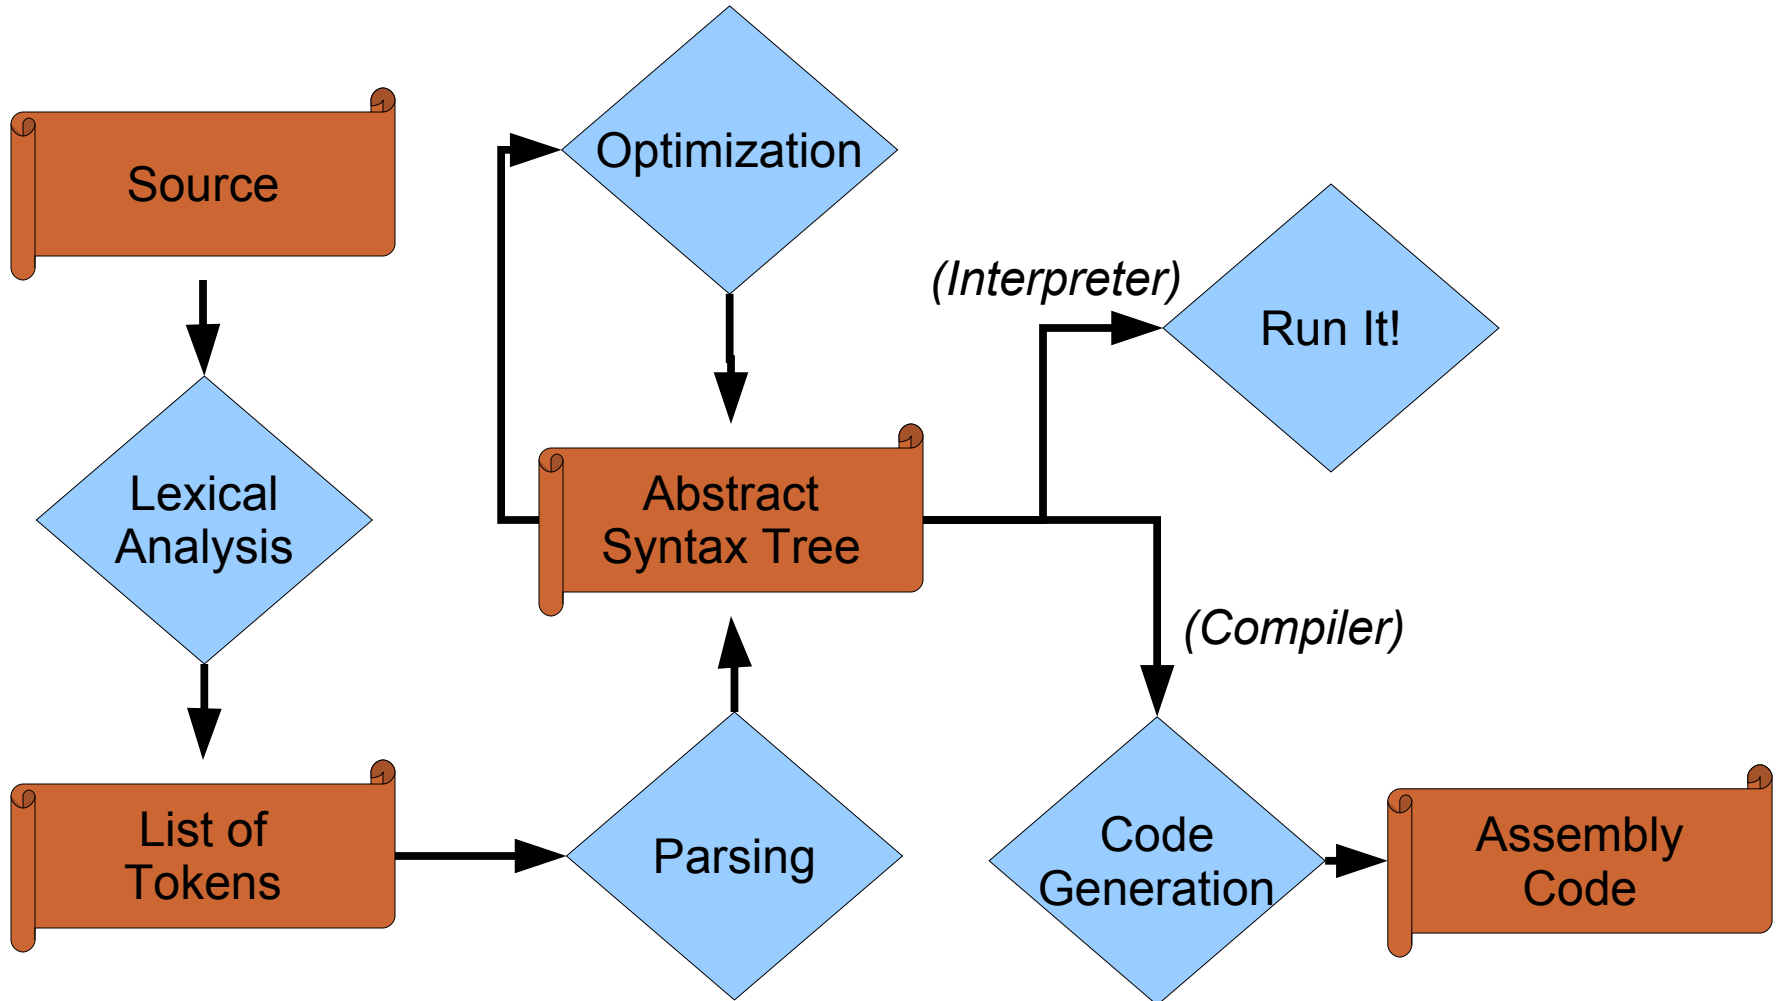 Source
Lexical
Analysis
List of
Tokens
Parsing
Abstract
Syntax Tree
Optimization
(Interpreter)
Run It!
(Compiler)
Code
Generation
Assembly
Code